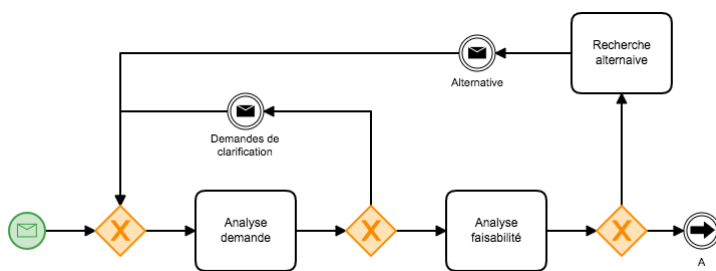 Recherche
alternaive
Alternative
Demandes de
clarification
Analyse
demande
Analyse
faisabilité
A